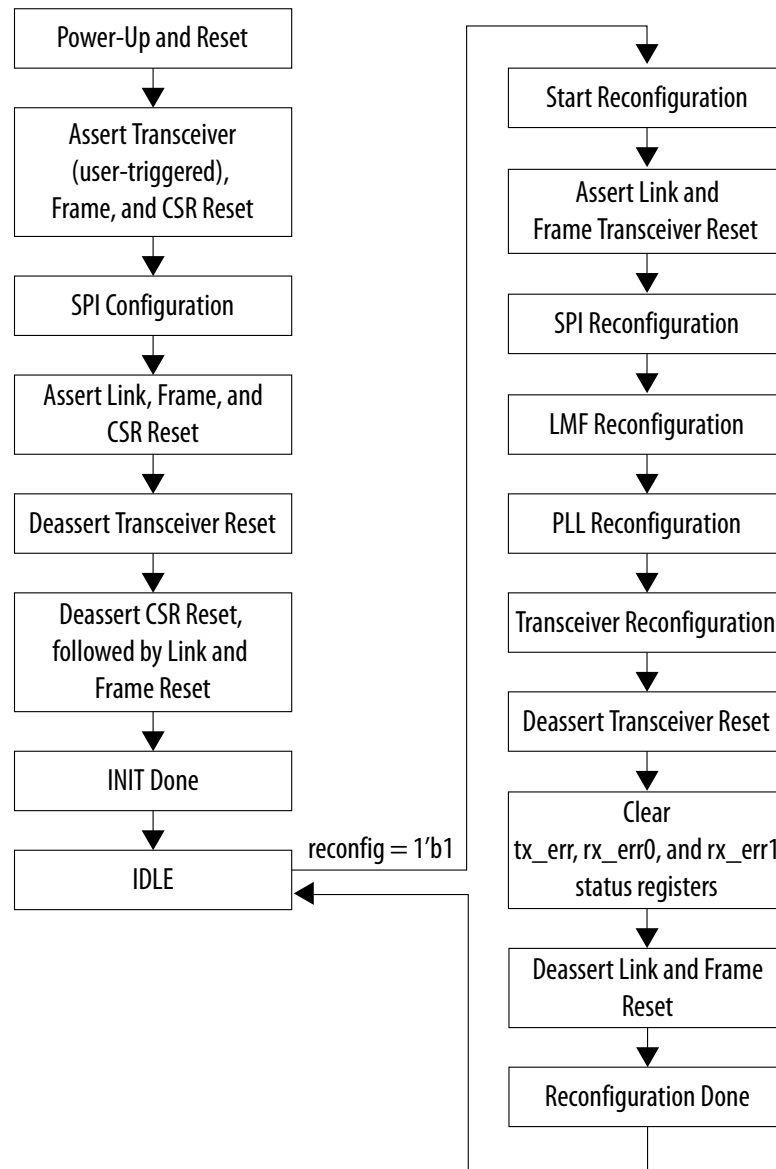 Power-Up and Reset
Assert Transceiver
(user-triggered),
Frame, and CSR Reset
SPI Configuration
Assert Link, Frame, and
CSR Reset
Deassert Transceiver Reset
Deassert CSR Reset,
followed by Link and
Frame Reset
INIT Done
IDLE
reconfig = 1’b1
Start Reconfiguration
Assert Link and
Frame Transceiver Reset
SPI Reconfiguration
LMF Reconfiguration
PLL Reconfiguration
Transceiver Reconfiguration
Deassert Transceiver Reset
Clear
tx_err, rx_err0, and rx_err1
status registers
Deassert Link and Frame
Reset
Reconfiguration Done